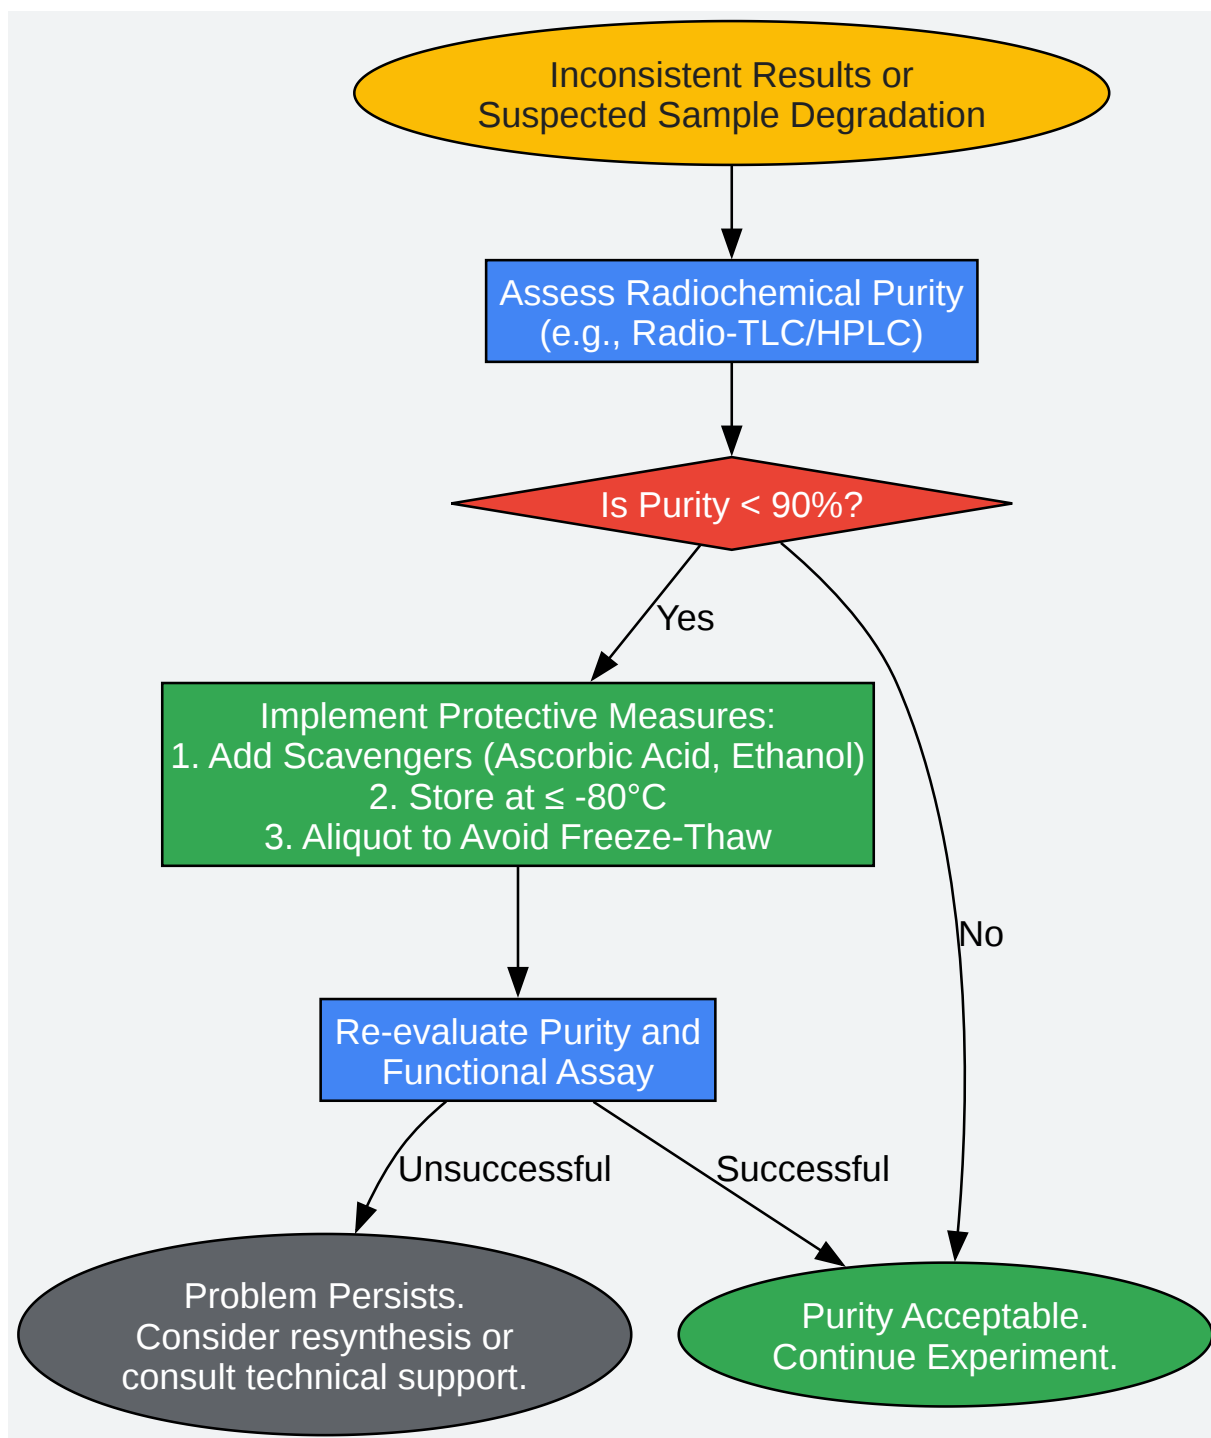 Inconsistent Results or
Suspected Sample Degradation
Assess Radiochemical Purity
(e.g., Radio-TLC/HPLC)
Is Purity < 90%?
Yes
Implement Protective Measures:
1. Add Scavengers (Ascorbic Acid, Ethanol)
2. Store at ≤ -80°C
3. Aliquot to Avoid Freeze-Thaw
No
Re-evaluate Purity and
Functional Assay
Unsuccessful
Successful
Problem Persists.
Consider resynthesis or
consult technical support.
Purity Acceptable.
Continue Experiment.